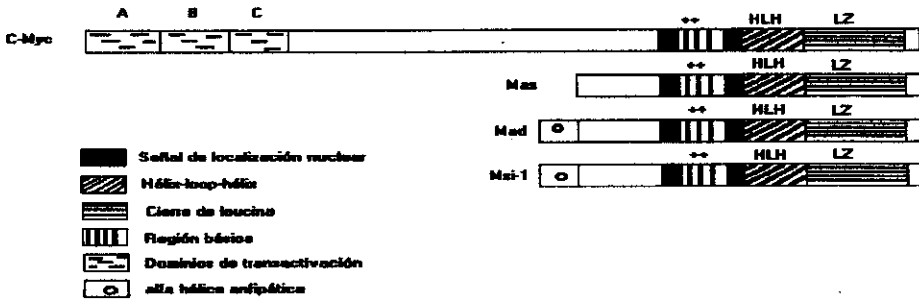 A B C
++ HLH LZ
C-Myc
++ HLH LZ
Max
++ HLH LZ
Mad
++ HLH LZ
Mxi-1
Señal de localización nuclear
Hélix-loop-hélix
Cierre de leucina
Región básica
Dominios de transactivación
alfa hélice anfipática